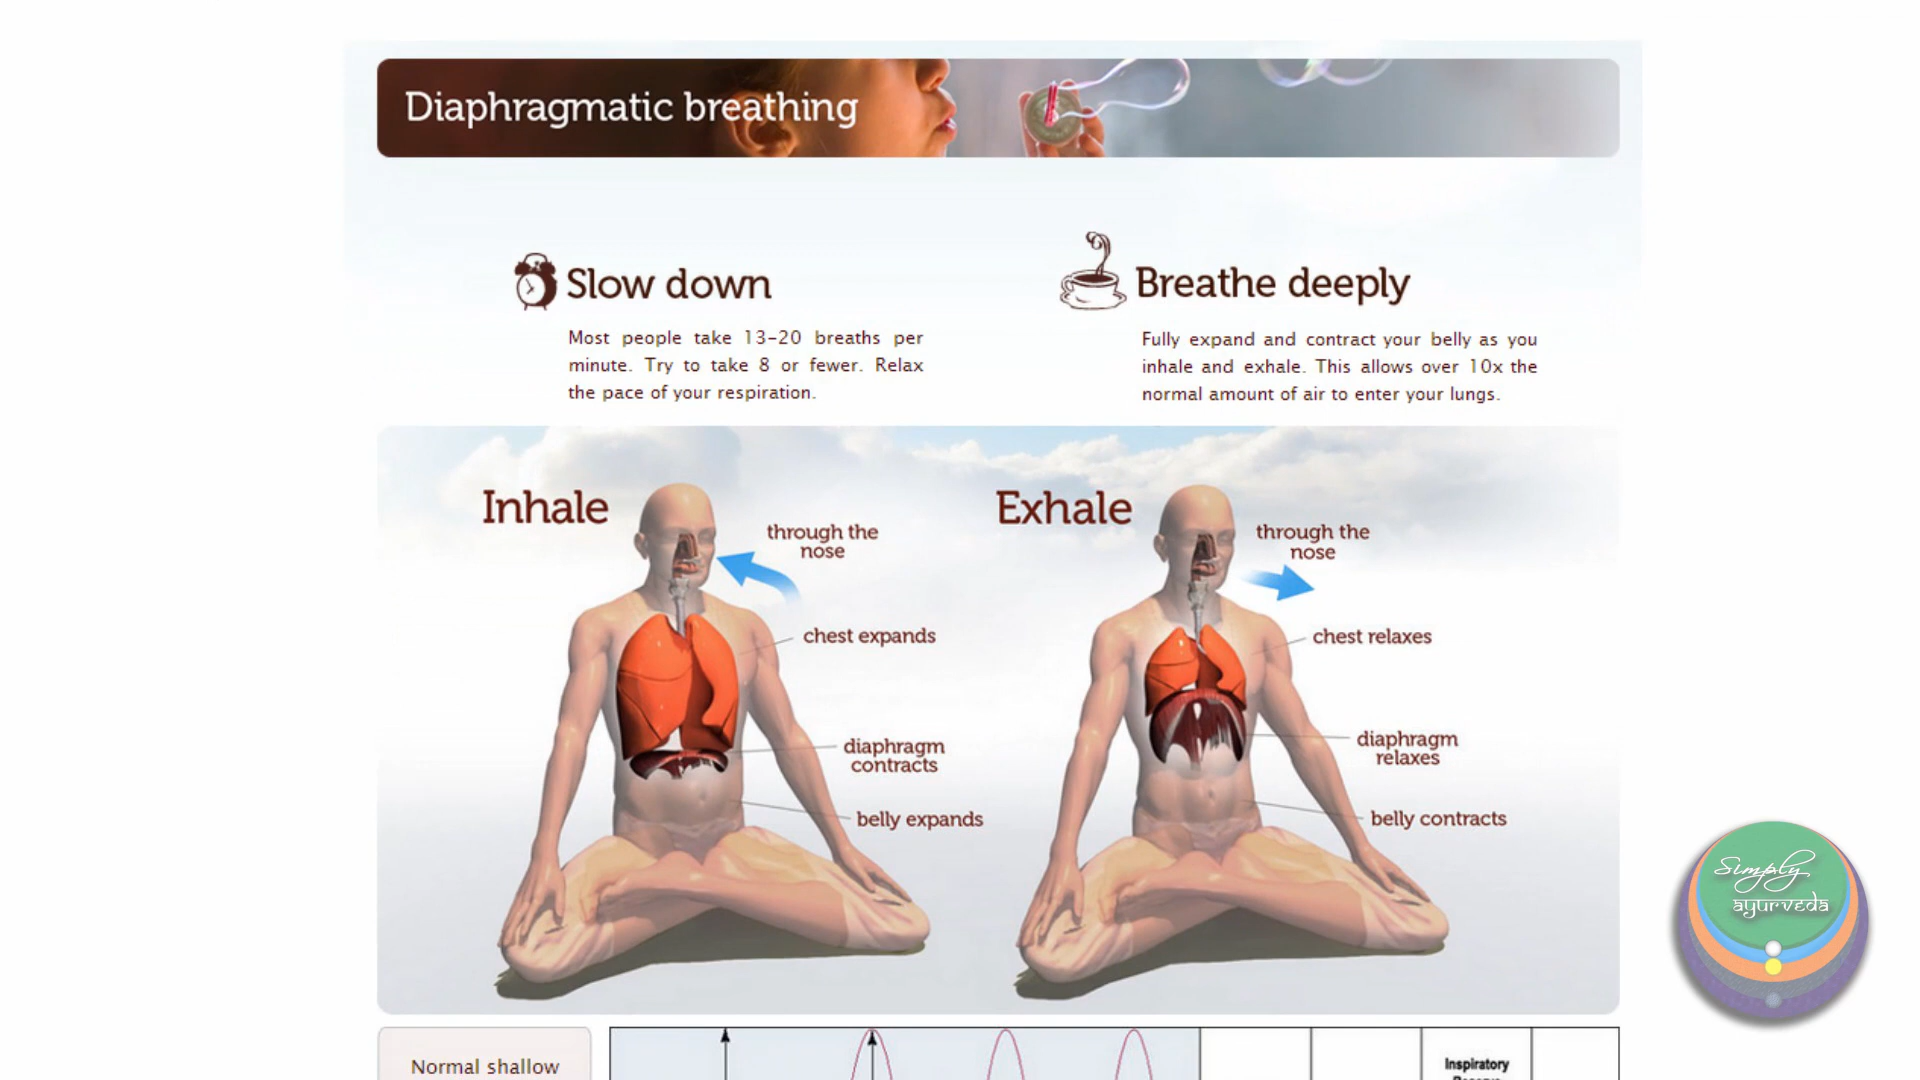 Diaphragmatic breathing
Slow down
Most people take 13-20 breaths per
minute. Try to take 8 or fewer. Relax
the pace of your respiration.
Breathe deeply
Fully expand and contract your belly as you
inhale and exhale. This allows over 10x the
normal amount of air to enter your lungs.
Inhale
through the
nose
chest expands
diaphragm
contracts
belly expands
Exhale
through the
nose
chest relaxes
diaphragm
relaxes
belly contracts
Simply
ayurveda
Normal shallow
Inspiratory